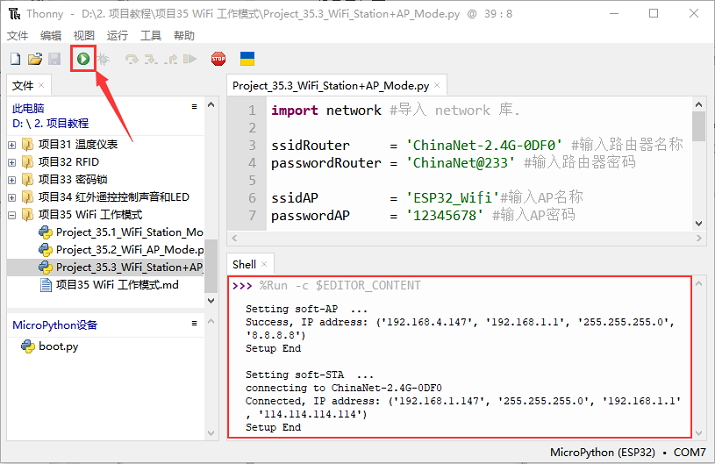 Thonny - D:\2. 项目教程\项目35 WiFi 工作模式\Project_35.3_WiFi_Station+AP_Mode.py @ 39 : 8
文件 编辑 视图 运行 工具 帮助
STOP
文件
此电脑
D: \ 2. 项目教程
项目31 温度仪表
项目32 RFID
项目33 密码锁
项目34 红外遥控控制声音和LED
项目35 WiFi 工作模式
Project_35.1_WiFi_Station_Mo
Project_35.2_WiFi_AP_Mode.p
Project_35.3_WiFi_Station+AP_
项目35 WiFi 工作模式.md
MicroPython设备
boot.py
Project_35.3_WiFi_Station+AP_Mode.py
1 import network #导入 network 库.
2
3 ssidRouter = 'ChinaNet-2.4G-0DF0' #输入路由器名称
4 passwordRouter = 'ChinaNet@233' #输入路由器密码
5
6 ssidAP = 'ESP32_Wifi'#输入AP名称
7 passwordAP = '12345678' #输入AP密码
Shell
>>> %Run -c $EDITOR_CONTENT
Setting soft-AP ...
Success, IP address: ('192.168.4.147', '192.168.1.1', '255.255.255.0',
'8.8.8.8')
Setup End
Setting soft-STA ...
connecting to ChinaNet-2.4G-0DF0
Connected, IP address: ('192.168.1.147', '255.255.255.0', '192.168.1.1'
, '114.114.114.114')
Setup End
MicroPython (ESP32) • COM7